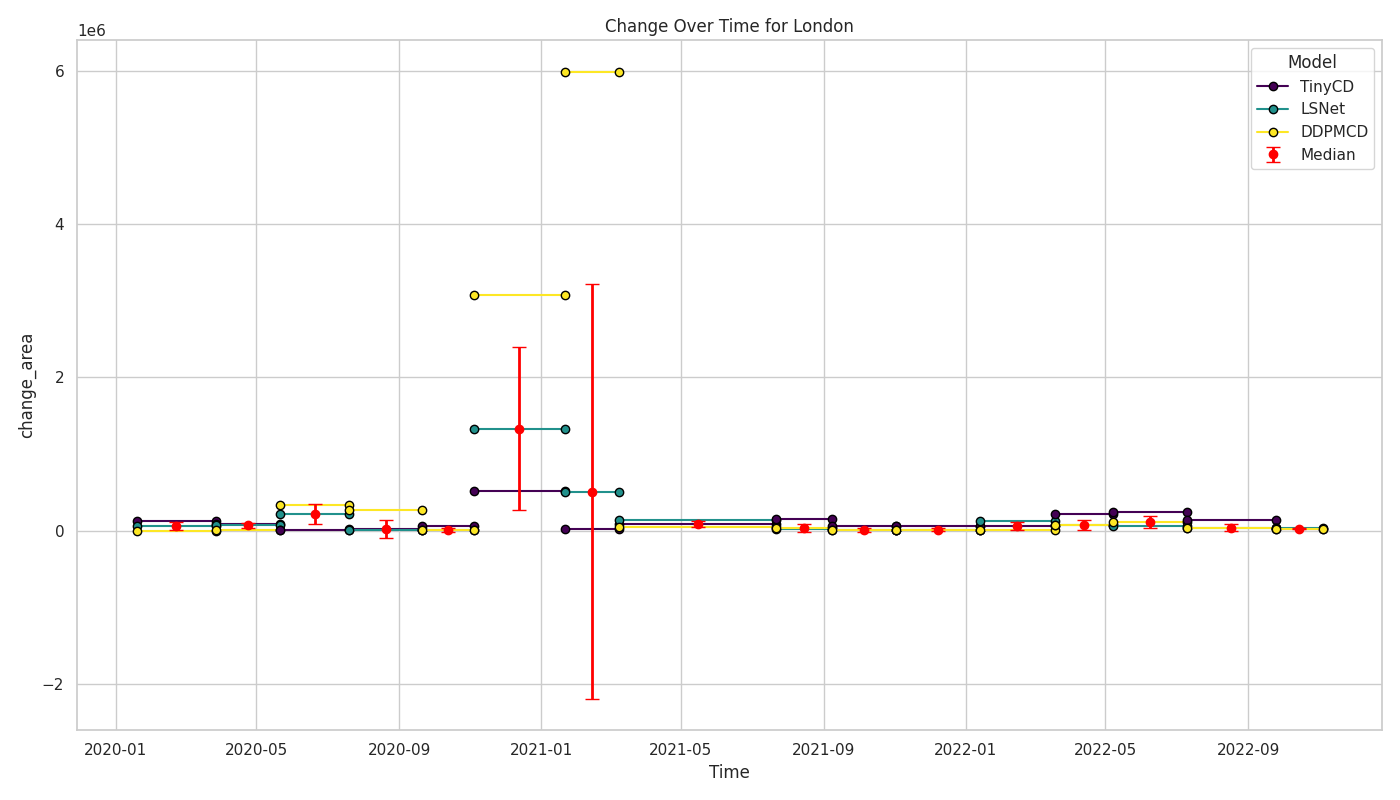 Change Over Time for London
1e6
6
4
2
0
−2
change_area
2020-01
2020-05
2020-09
2021-01
2021-05
2021-09
2022-01
2022-05
2022-09
Time
Model
TinyCD
LSNet
DDPMCD
Median